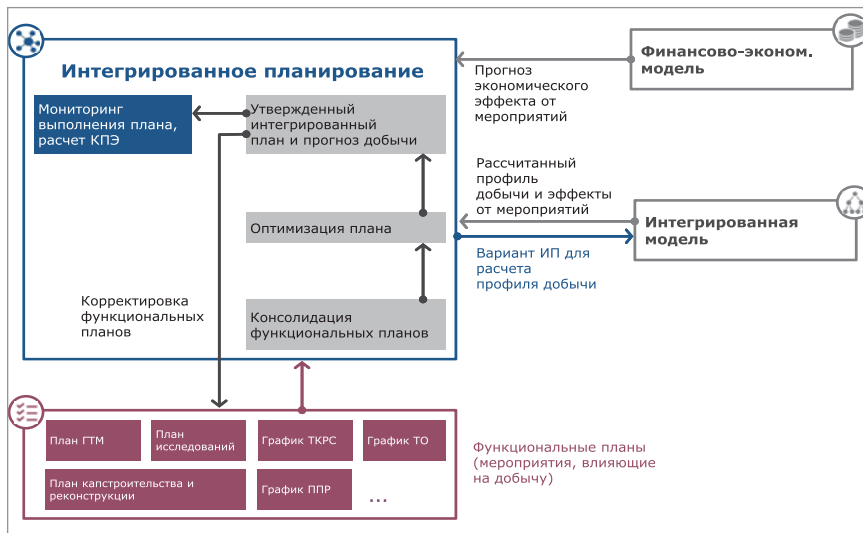 Интегрированное планирование
Мониторинг
выполнения плана,
расчет КПЭ
Утвержденный
интегрированный
план и прогноз добычи
Оптимизация плана
Консолидация
функциональных планов
Корректировка
функциональных
планов
Финансово-эконом.
модель
Прогноз
экономического
эффекта от
мероприятий
Рассчитанный
профиль
добычи и эффекты
от мероприятий
Интегрированная
модель
Вариант ИП для
расчета
профиля добычи
План ГТМ
План
исследований
График ТКРС
График ТО
План капстроительства и
реконструкции
График ППР
...
Функциональные планы
(мероприятия, влияющие
на добычу)